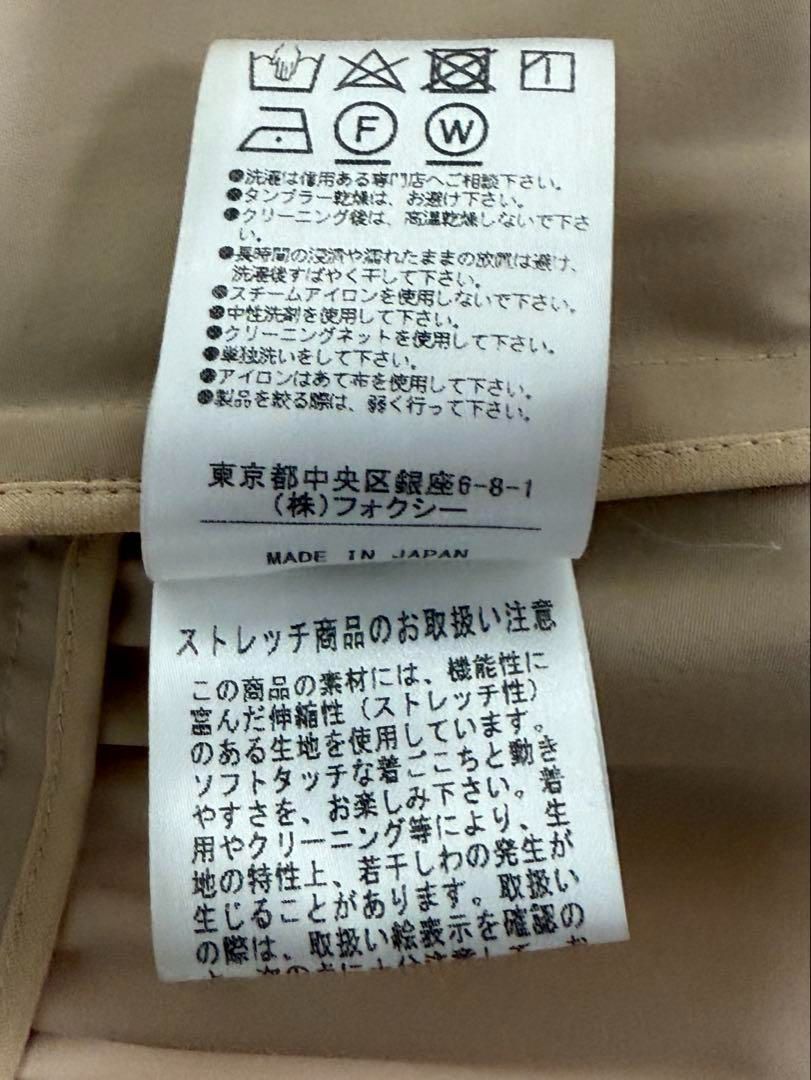 F W
●洗濯は信用ある専門店へご相談下さい。
●タンブラー乾燥は、お避け下さい。
●クリーニング後は、高温乾燥しないで下さ
い。
●長時間の浸漬や濡れたままの放置は避け、
洗濯後すばやく干して下さい。
●スチームアイロンを使用しないで下さい。
●中性洗剤を使用して下さい。
●クリーニングネットを使用して下さい。
●単独洗いをして下さい。
●アイロンはあて布を使用して下さい。
●製品を絞る際は、弱く行って下さい。
東京都中央区銀座6-8-1
(株)フォクシー
MADE IN JAPAN
ストレッチ商品のお取扱い注意
この商品の素材には、機能性に
富んだ伸縮性(ストレッチ性)
のある生地を使用しています。
ソフトタッチな着ごこちと動き
やすさを、お楽しみ下さい。着
用やクリーニング等により、生
地の特性上、若干しわの発生が
生じることがあります。取扱い
の際は、取扱い絵表示を確認の